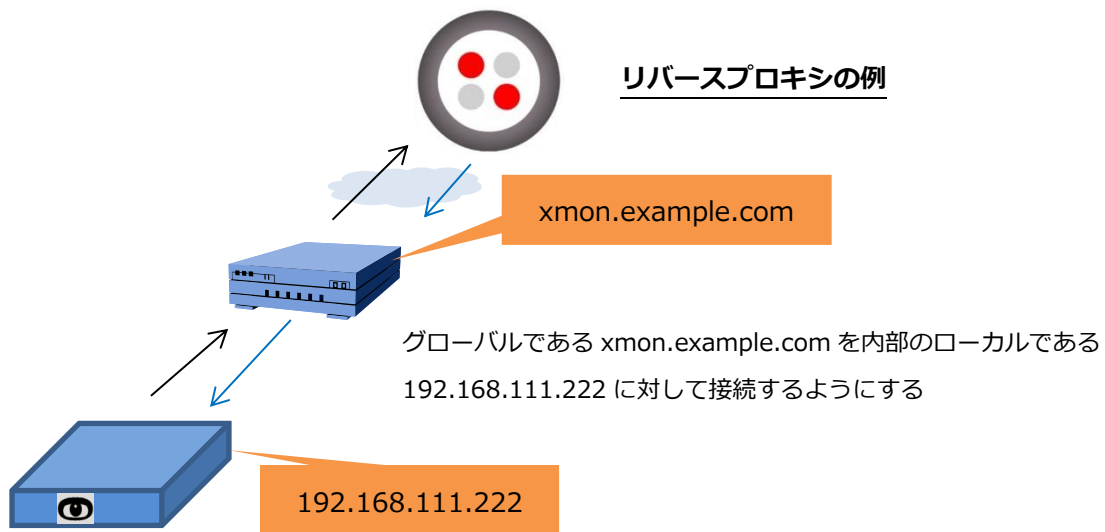 リバースプロキシの例
xmon.example.com
グローバルである xmon.example.com を内部のローカルである
192.168.111.222 に対して接続するようにする
192.168.111.222